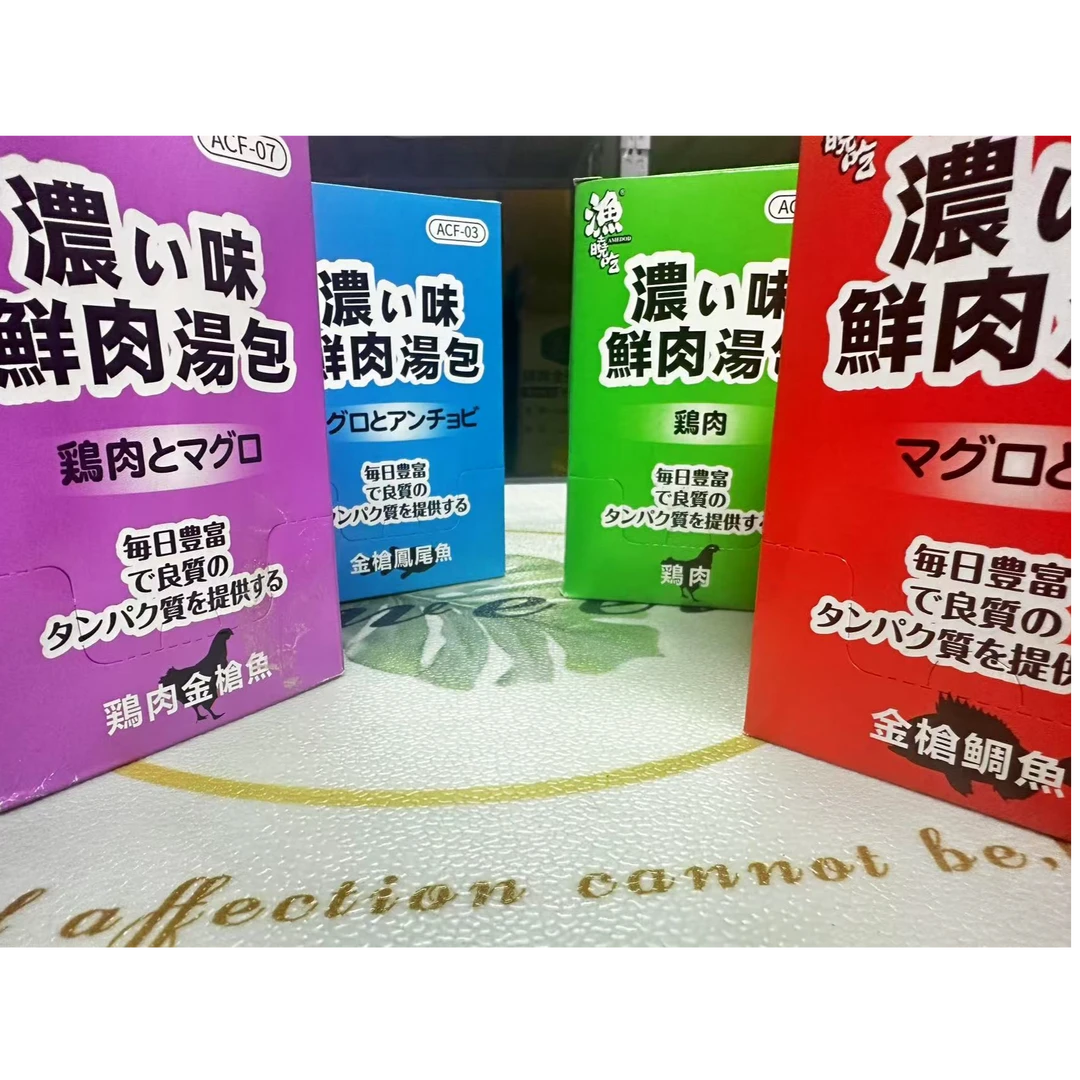 ACF-07
濃い味
鮮肉湯包
鶏肉とマグロ
毎日豊富
で良質の
タンパク質を提供する
鶏肉金槍魚
ACF-03
濃い味
鮮肉湯包
グロとアンチョビ
毎日豊富
で良質の
ンパク質を提供する
金槍鳳尾魚
漁
曉吃
AMEDOD
AC
濃い味
鮮肉湯包
鶏肉
毎日豊富
で良質の
タンパク質を提供す
鶏肉
曉吃
濃い
鮮肉
マグロと
毎日豊富
で良質の
タンパク質を提供
金槍鯛魚
affection cannot be,